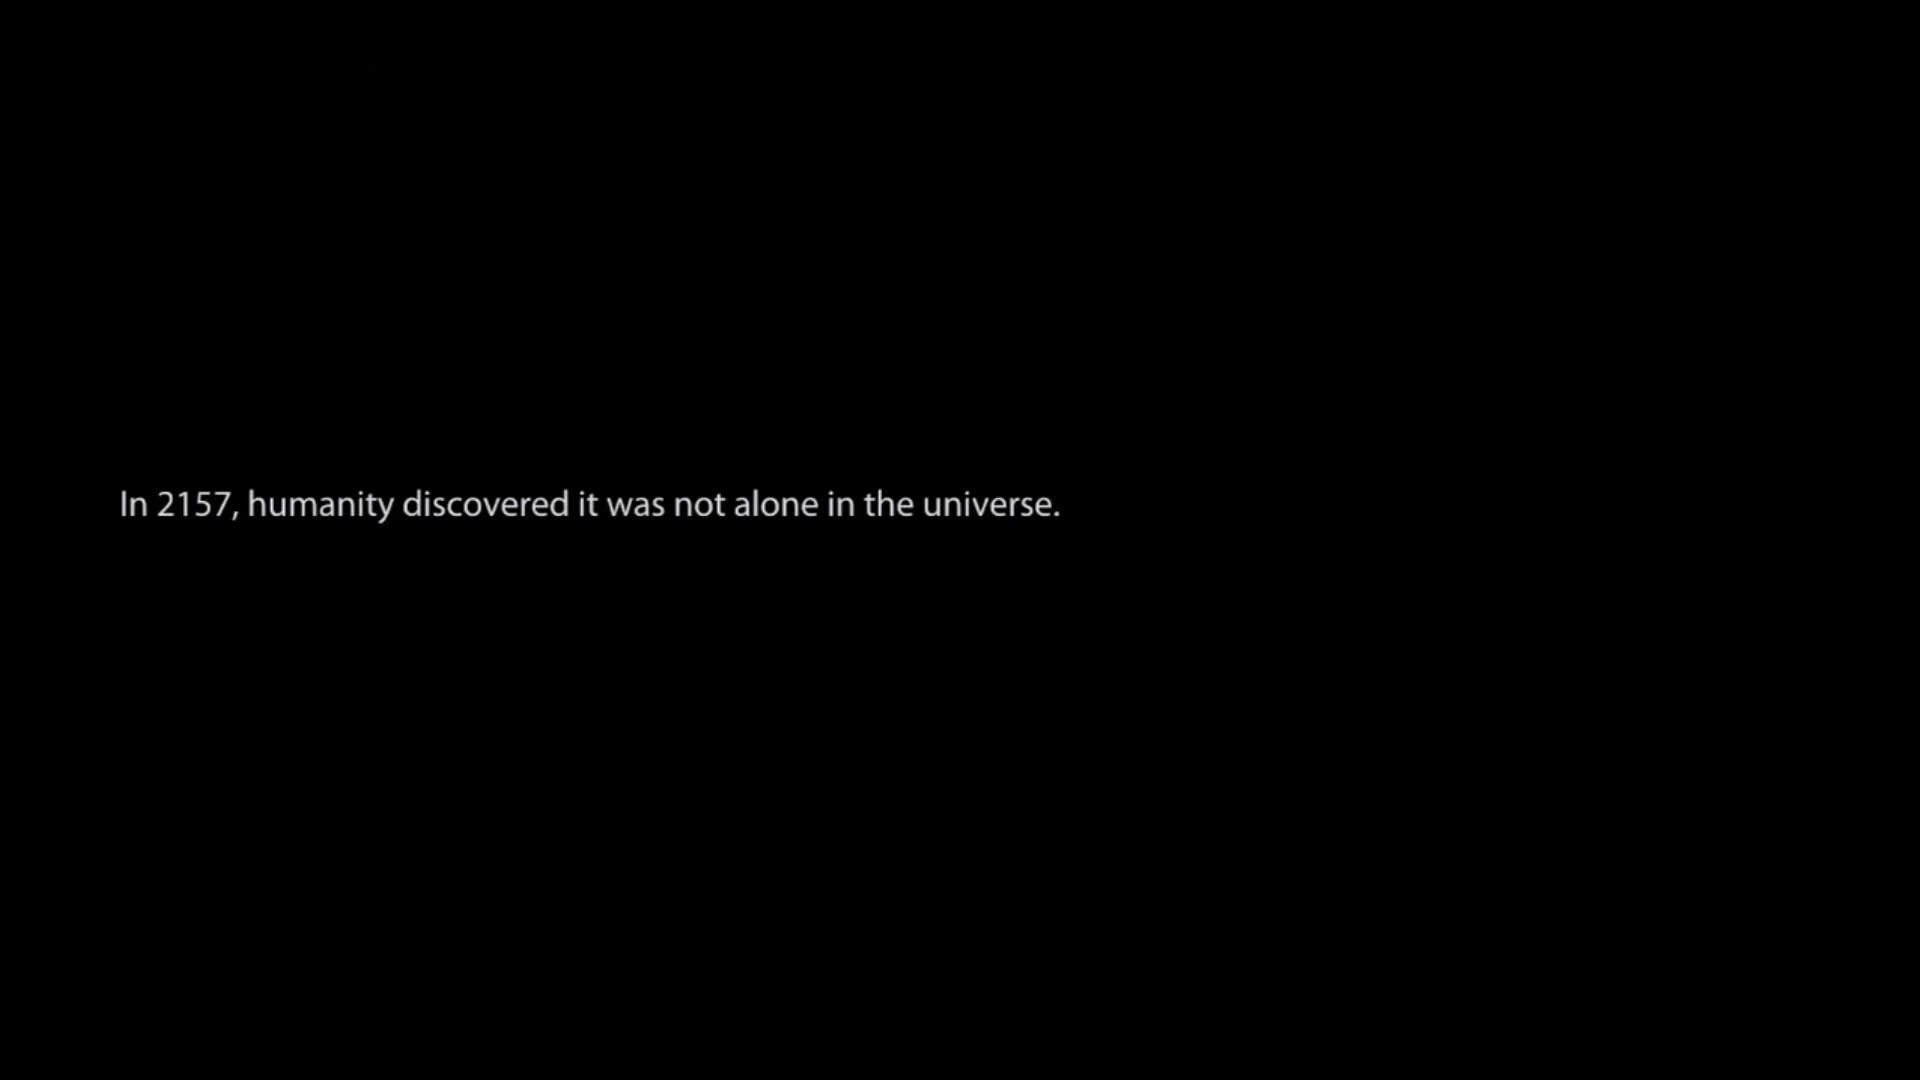 In 2157, humanity discovered it was not alone in the universe.